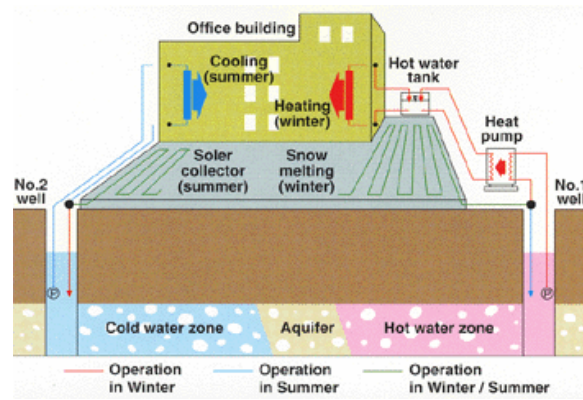 Office building
Cooling
(summer)
Hot water
tank
Heating
(winter)
Heat
pump
Soler
collector
(summer)
Snow
melting
(winter)
No.2
well
No.1
well
P
P
Cold water zone
Aquifer
Hot water zone
Operation
in Winter
Operation
in Summer
Operation
in Winter / Summer